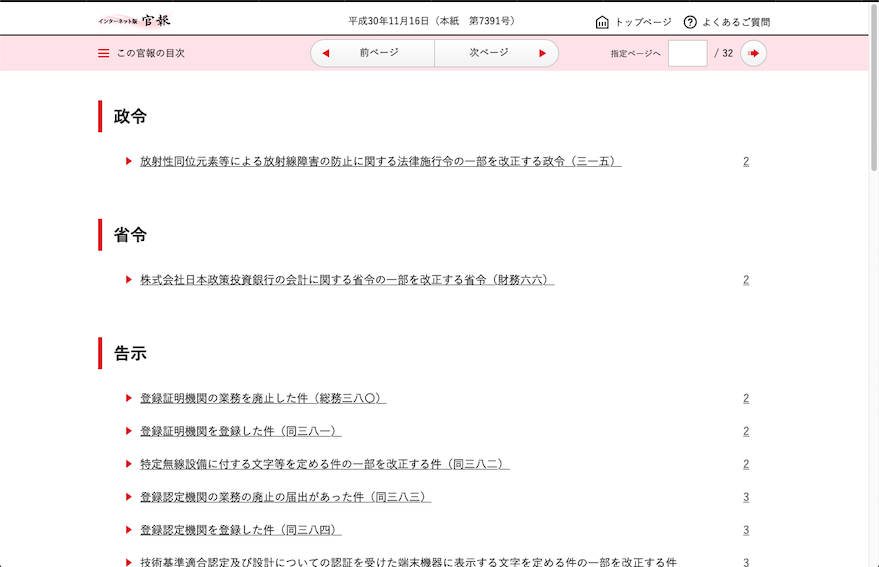 インターネット版 官報
平成30年11月16日（本紙　第7391号）
トップページ
よくあるご質問
この官報の目次
前ページ
次ページ
指定ページへ
/ 32
政令
放射性同位元素等による放射線障害の防止に関する法律施行令の一部を改正する政令（三一五） 2
省令
株式会社日本政策投資銀行の会計に関する省令の一部を改正する省令（財務六六） 2
告示
登録証明機関の業務を廃止した件（総務三八〇） 2
登録証明機関を登録した件（同三八一） 2
特定無線設備に付する文字等を定める件の一部を改正する件（同三八二） 2
登録認定機関の業務の廃止の届出があった件（同三八三） 3
登録認定機関を登録した件（同三八四） 3
技術基準適合認定及び設計についての認証を受けた端末機器に表示する文字を定める件の一部を改正する件 3